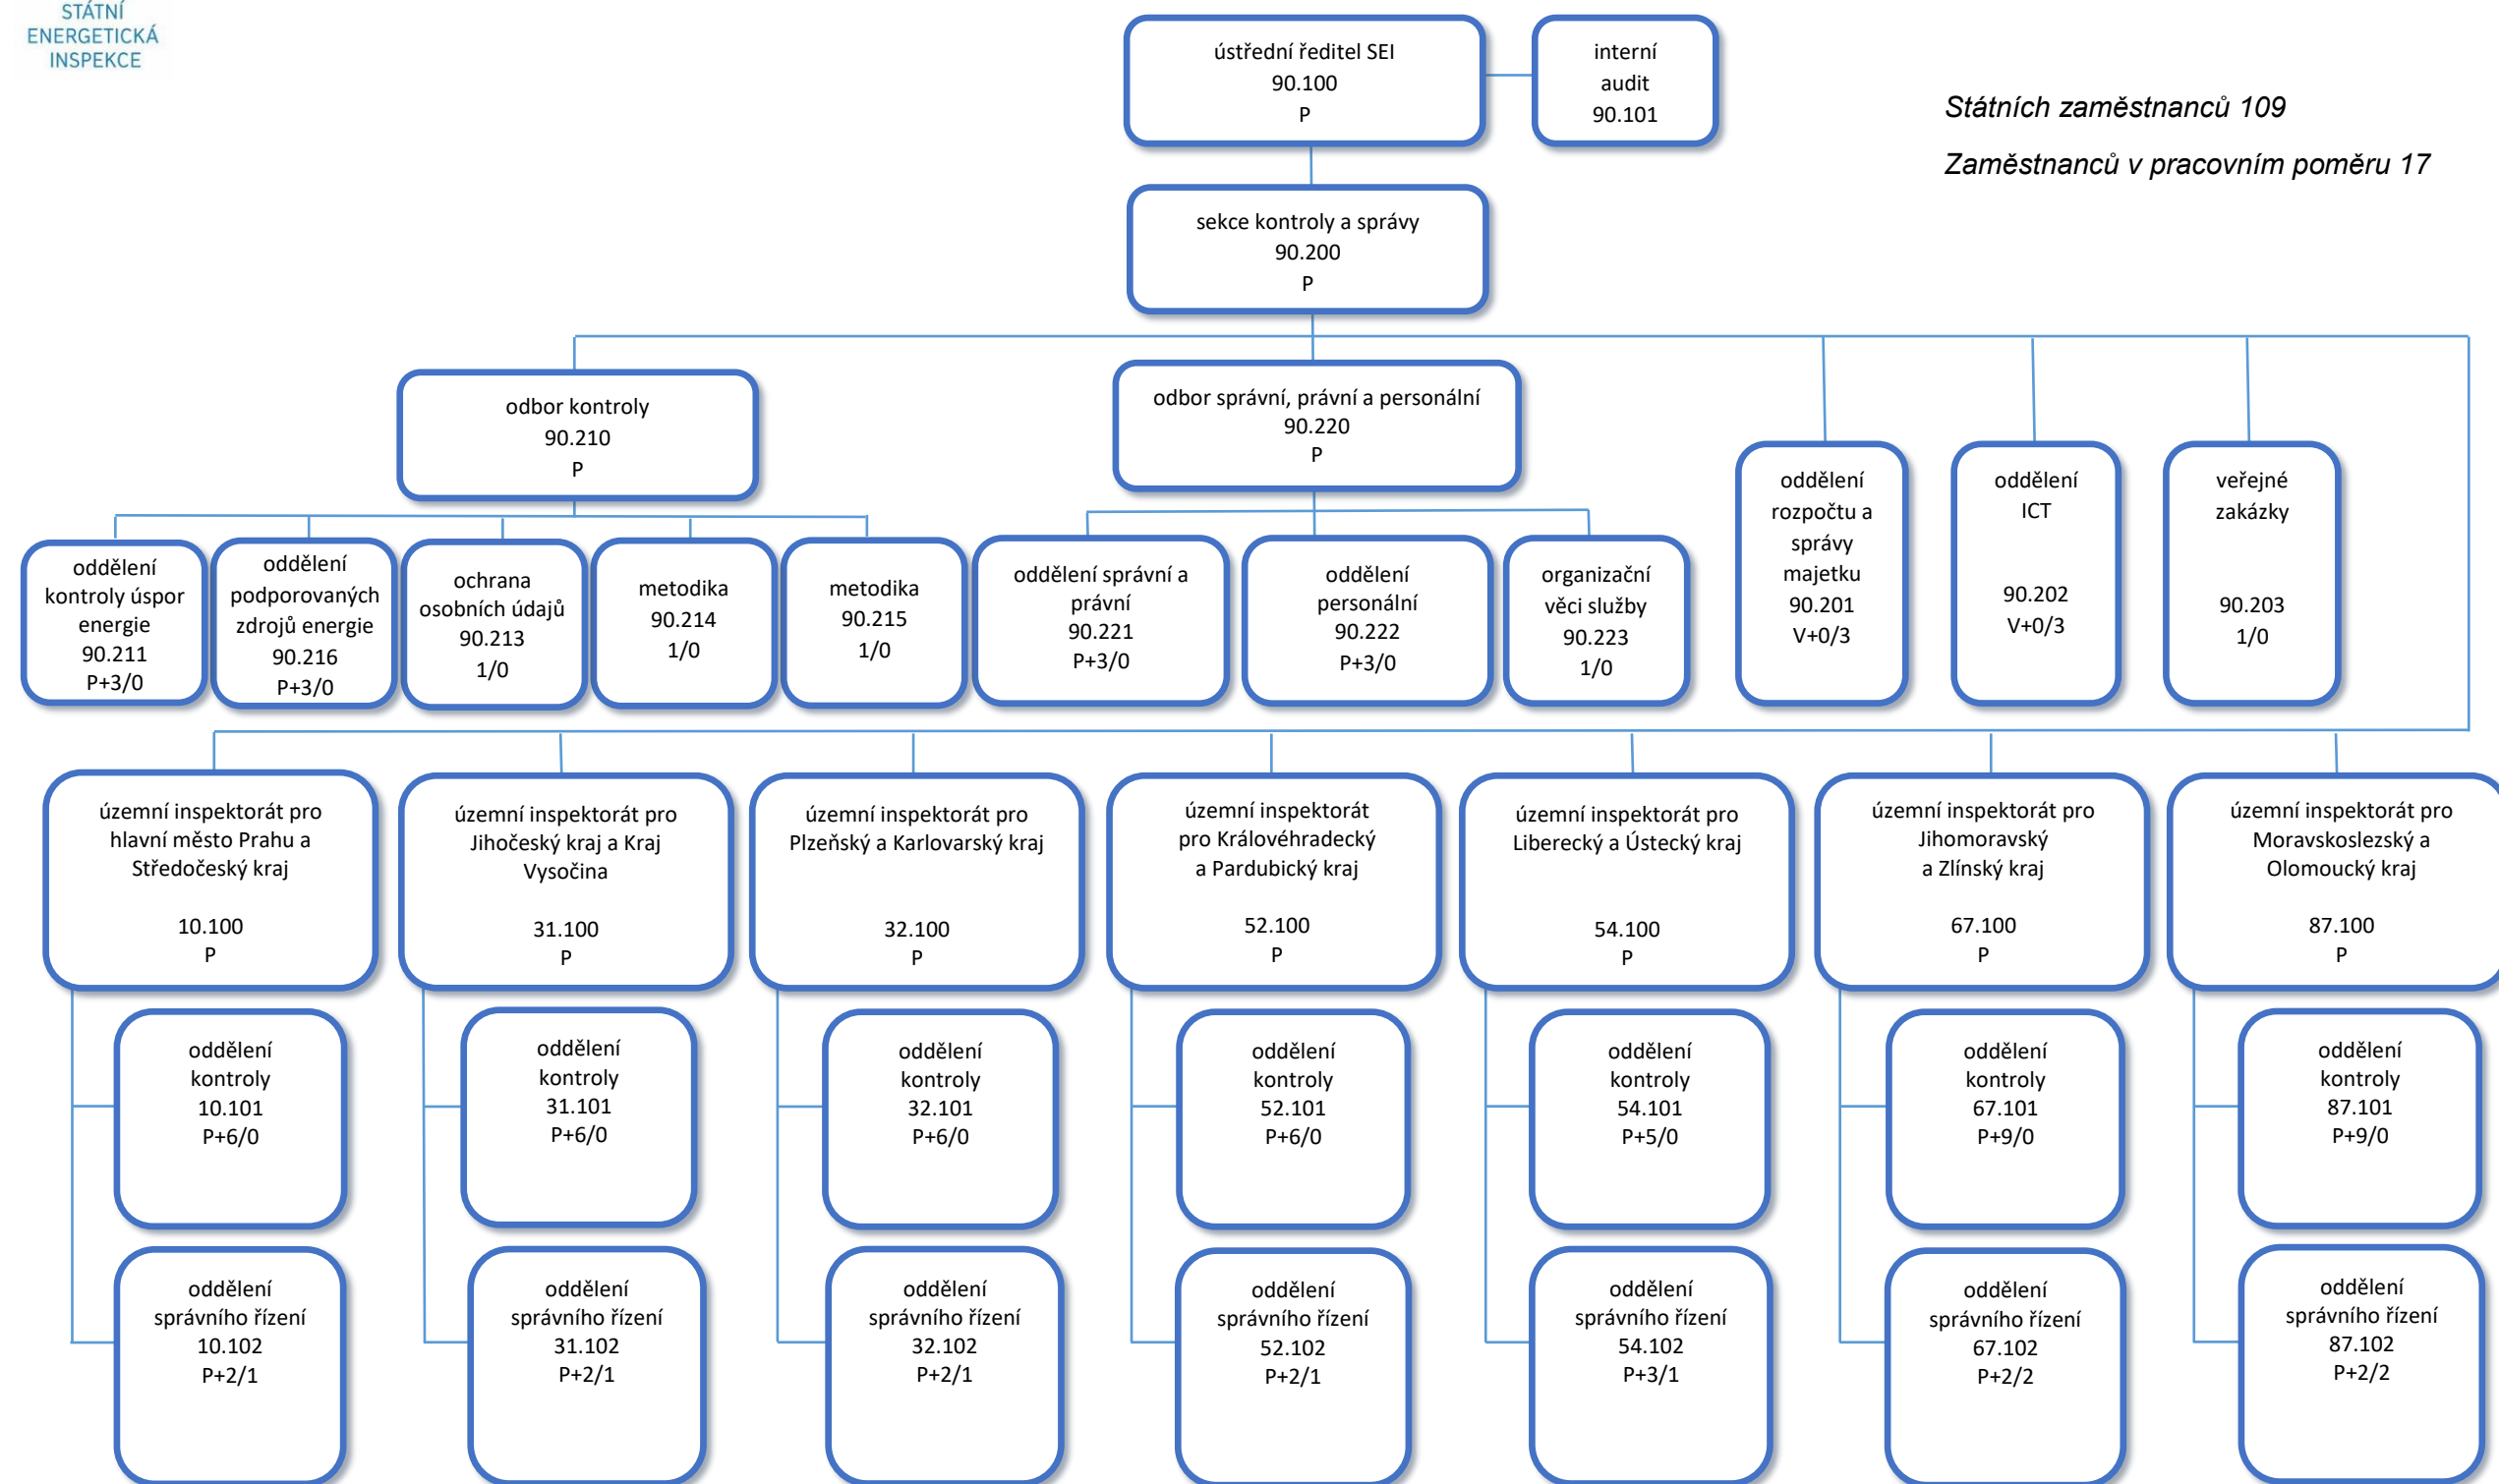 STÁTNÍ
ENERGETICKÁ
INSPEKCE
ústřední ředitel SEI
90.100
P
interní
audit
90.101
Státních zaměstnanců 109
Zaměstnanců v pracovním poměru 17
sekce kontroly a správy
90.200
P
odbor kontroly
90.210
P
odbor správní, právní a personální
90.220
P
oddělení
rozpočtu a
správy
majetku
90.201
V+0/3
oddělení
ICT
90.202
V+0/3
veřejné
zakázky
90.203
1/0
oddělení
kontroly úspor
energie
90.211
P+3/0
oddělení
podporovaných
zdrojů energie
90.216
P+3/0
ochrana
osobních údajů
90.213
1/0
metodika
90.214
1/0
metodika
90.215
1/0
oddělení správní a
právní
90.221
P+3/0
oddělení
personální
90.222
P+3/0
organizační
věci služby
90.223
1/0
územní inspektorát pro
hlavní město Prahu a
Středočeský kraj
10.100
P
územní inspektorát pro
Jihočeský kraj a Kraj
Vysočina
31.100
P
územní inspektorát pro
Plzeňský a Karlovarský kraj
32.100
P
územní inspektorát
pro Královéhradecký
a Pardubický kraj
52.100
P
územní inspektorát pro
Liberecký a Ústecký kraj
54.100
P
územní inspektorát pro
Jihomoravský
a Zlínský kraj
67.100
P
územní inspektorát pro
Moravskoslezský a
Olomoucký kraj
87.100
P
oddělení
kontroly
10.101
P+6/0
oddělení
kontroly
31.101
P+6/0
oddělení
kontroly
32.101
P+6/0
oddělení
kontroly
52.101
P+6/0
oddělení
kontroly
54.101
P+5/0
oddělení
kontroly
67.101
P+9/0
oddělení
kontroly
87.101
P+9/0
oddělení
správního řízení
10.102
P+2/1
oddělení
správního řízení
31.102
P+2/1
oddělení
správního řízení
32.102
P+2/1
oddělení
správního řízení
52.102
P+2/1
oddělení
správního řízení
54.102
P+3/1
oddělení
správního řízení
67.102
P+2/2
oddělení
správního řízení
87.102
P+2/2